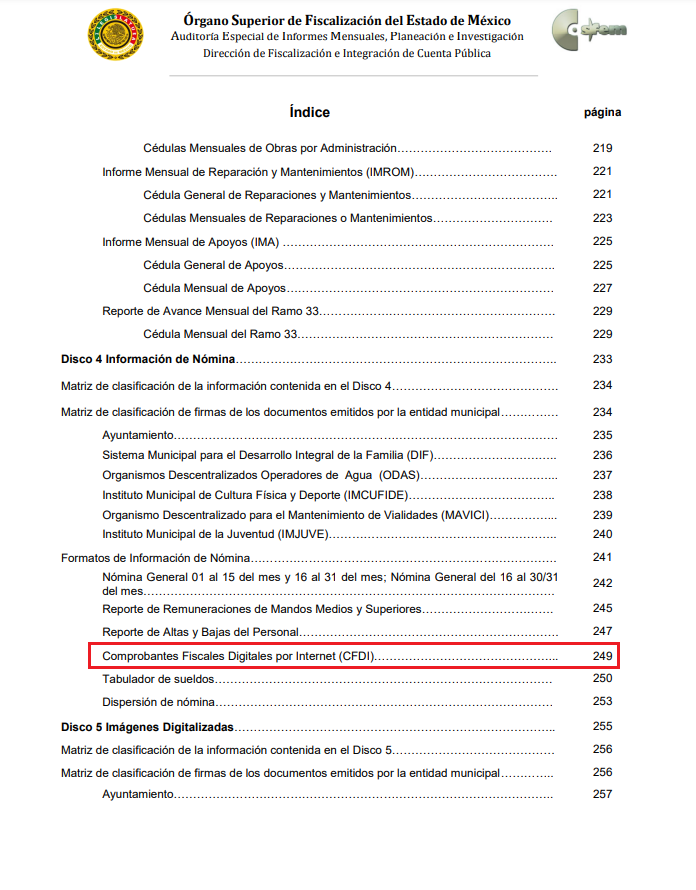 Órgano Superior de Fiscalización del Estado de México
Auditoría Especial de Informes Mensuales, Planeación e Investigación
Dirección de Fiscalización e Integración de Cuenta Pública
osfem
Índice página
Cédulas Mensuales de Obras por Administración………………………………………. 219
Informe Mensual de Reparación y Mantenimientos (IMROM)……………………………………. 221
Cédula General de Reparaciones y Mantenimientos……………………………………. 221
Cédulas Mensuales de Reparaciones o Mantenimientos……………………………… 223
Informe Mensual de Apoyos (IMA) ……………………………………………………………………… 225
Cédula General de Apoyos……………………………………………………………………. 225
Cédula Mensual de Apoyos…………………………………………………………………… 227
Reporte de Avance Mensual del Ramo 33……………………………………………………………. 229
Cédula Mensual del Ramo 33………………………………………………………………… 229
Disco 4 Información de Nómina………………………………………………………………………………….. 233
Matriz de clasificación de la información contenida en el Disco 4…………………………………………. 234
Matriz de clasificación de firmas de los documentos emitidos por la entidad municipal…………… 234
Ayuntamiento…………………………………………………………………………………………………… 235
Sistema Municipal para el Desarrollo Integral de la Familia (DIF)………………………………. 236
Organismos Descentralizados Operadores de Agua (ODAS)………………………………….. 237
Instituto Municipal de Cultura Física y Deporte (IMCUFIDE)……………………………………. 238
Organismo Descentralizado para el Mantenimiento de Vialidades (MAVICI)……………….. 239
Instituto Municipal de la Juventud (IMJUVE)………………………………………………………… 240
Formatos de Información de Nómina……………………………………………………………………………… 241
Nómina General 01 al 15 del mes y 16 al 31 del mes; Nómina General del 16 al 30/31
del mes…………………………………………………………………………………………………………… 242
Reporte de Remuneraciones de Mandos Medios y Superiores………………………………… 245
Reporte de Altas y Bajas del Personal………………………………………………………………… 247
Comprobantes Fiscales Digitales por Internet (CFDI)……………………………………………… 249
Tabulador de sueldos……………………………………………………………………………………… 250
Dispersión de nómina……………………………………………………………………………………… 253
Disco 5 Imágenes Digitalizadas………………………………………………………………………………….. 255
Matriz de clasificación de la información contenida en el Disco 5………………………………………… 256
Matriz de clasificación de firmas de los documentos emitidos por la entidad municipal………….. 256
Ayuntamiento…………………………………………………………………………………………………… 257